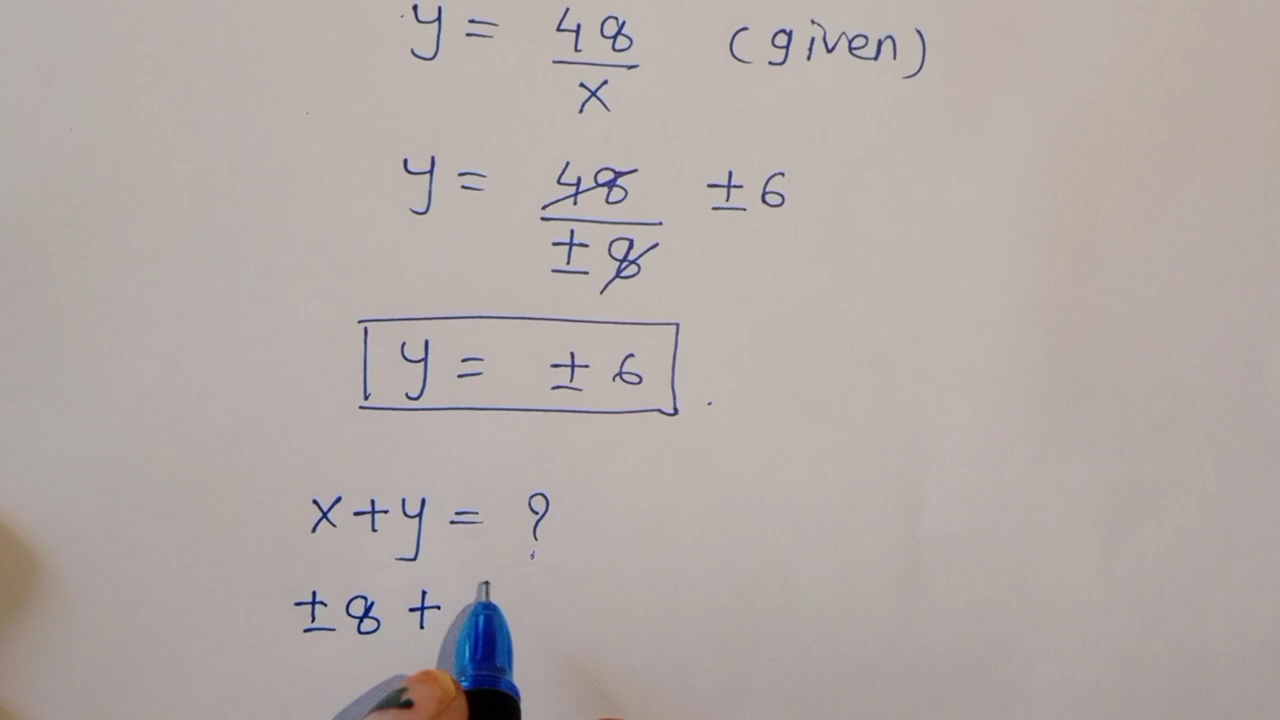 y = 48/x (given)
y = 48/±8 ±6
y = ±6
x+y = ?
±8 +